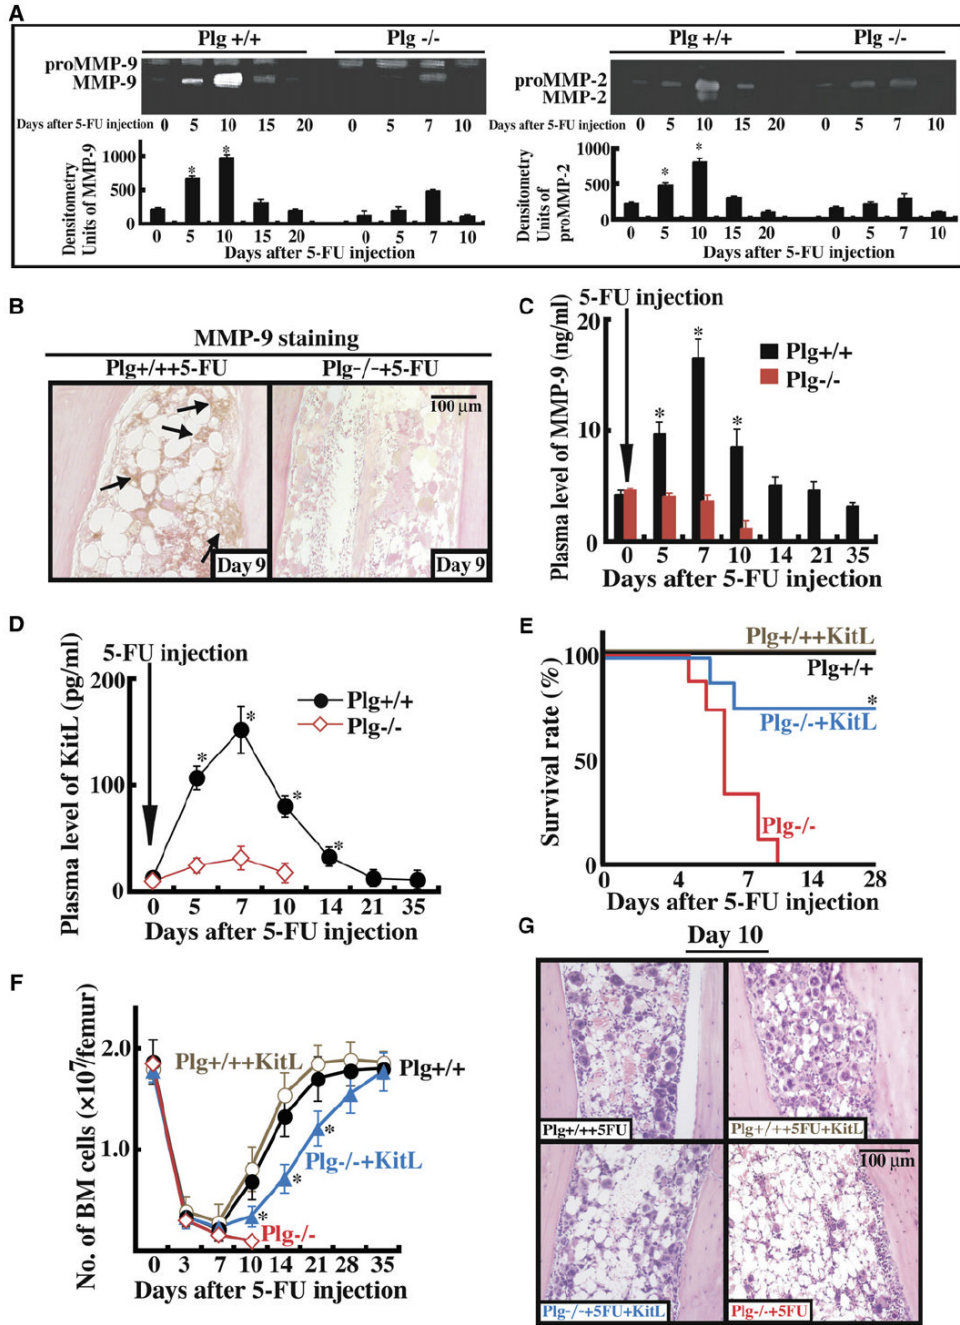 A
Plg +/+ Plg -/-
proMMP-9
MMP-9
Days after 5-FU injection 0 5 10 15 20 0 5 7 10
Densitometry
Units of MMP-9
1000
500
0
* *
0 5 10 15 20 0 5 7 10
Days after 5-FU injection
Plg +/+ Plg -/-
proMMP-2
MMP-2
Days after 5-FU injection 0 5 10 15 20 0 5 7 10
Densitometry
Units of
proMMP-2
1000
500
0
* *
0 5 10 15 20 0 5 7 10
Days after 5-FU injection
B
MMP-9 staining
Plg+/++5-FU Plg-/-+5-FU
100 µm
Day 9 Day 9
C
5-FU injection
Plasma level of MMP-9 (ng/ml)
20
10
0
* * *
Plg+/+
Plg-/-
0 5 7 10 14 21 35
Days after 5-FU injection
D
5-FU injection
Plasma level of KitL (pg/ml)
200
100
0
* * * *
Plg+/+
Plg-/-
0 5 7 10 14 21 35
Days after 5-FU injection
E
Survival rate (%)
100
50
0
Plg+/++KitL
Plg+/+
*
Plg-/-+KitL
Plg-/-
0 4 7 14 28
Days after 5-FU injection
F
No. of BM cells (×10⁷/femur)
2.0
1.0
Plg+/++KitL
Plg+/+
Plg-/-+KitL
Plg-/-
* * *
0 3 7 10 14 21 28 35
Days after 5-FU injection
G
Day 10
Plg+/++5FU Plg+/++5FU+KitL
100 µm
Plg-/-+5FU+KitL Plg-/-+5FU